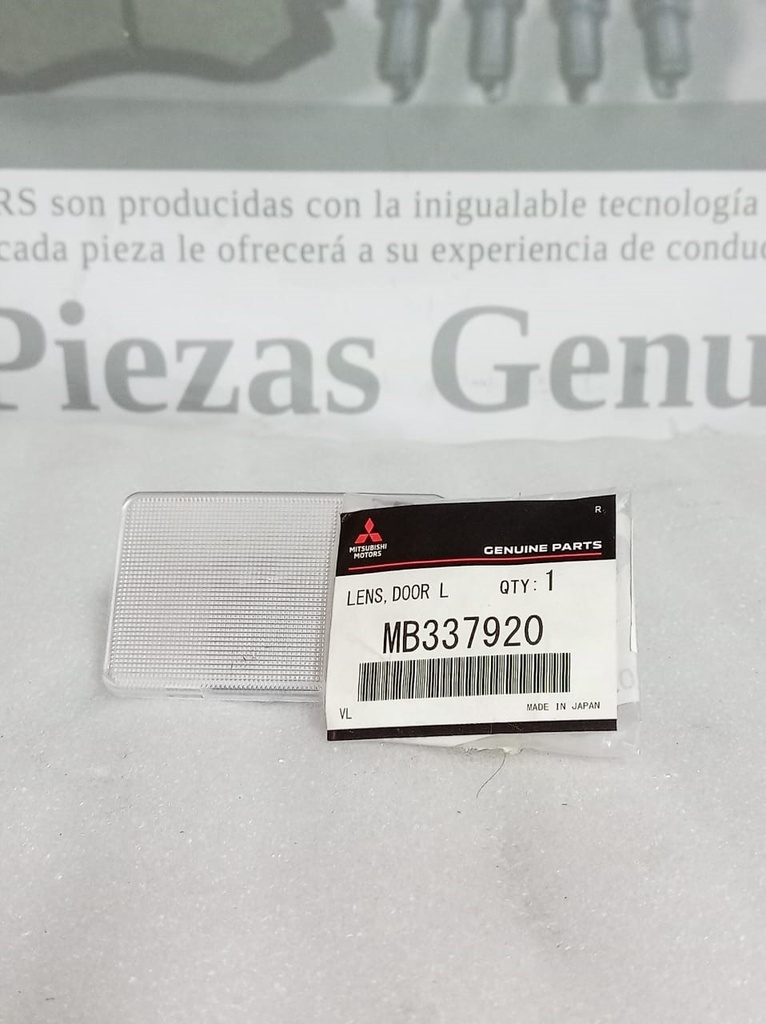 RS son producidas con la inigualable tecnología
cada pieza le ofrecerá a su experiencia de conduc
Piezas Genu
R
MITSUBISHI
MOTORS
GENUINE PARTS
LENS, DOOR L QTY: 1
MB337920
VL MADE IN JAPAN